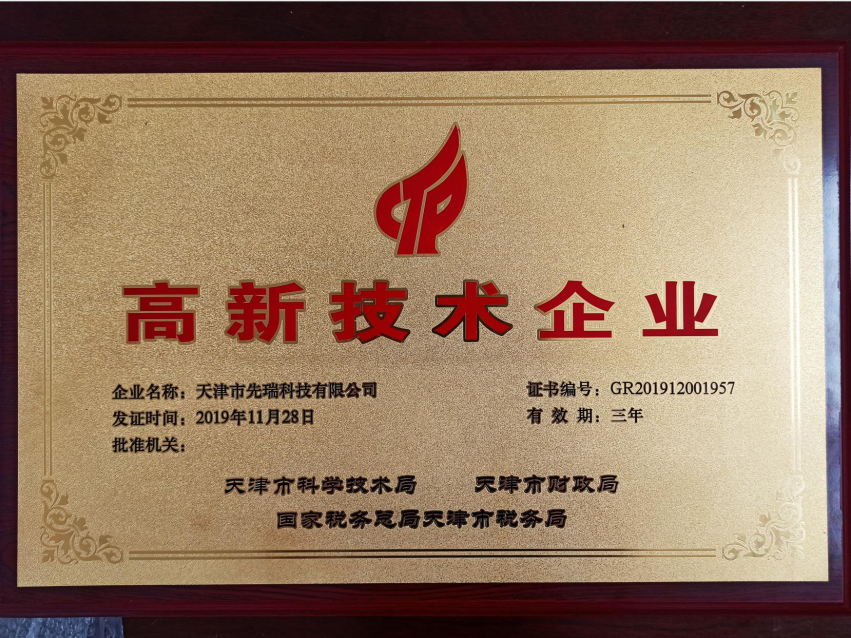 高新技术企业
企业名称：天津市先瑞科技有限公司
证书编号：GR201912001957
发证时间：2019年11月28日
有 效 期：三年
批准机关：
天津市科学技术局 天津市财政局
国家税务总局天津市税务局